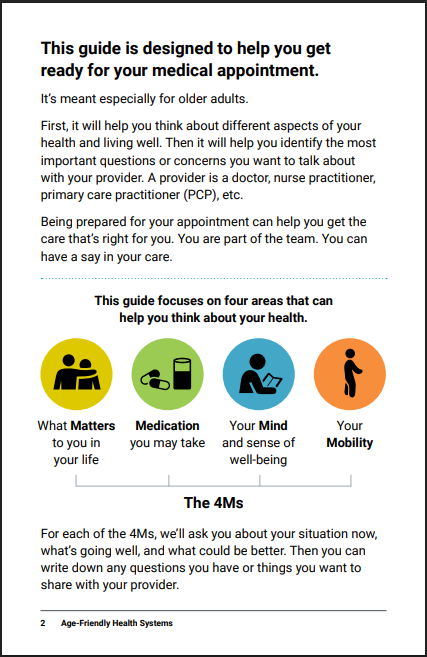 This guide is designed to help you get
ready for your medical appointment.
It's meant especially for older adults.
First, it will help you think about different aspects of your
health and living well. Then it will help you identify the most
important questions or concerns you want to talk about
with your provider. A provider is a doctor, nurse practitioner,
primary care practitioner (PCP), etc.
Being prepared for your appointment can help you get the
care that's right for you. You are part of the team. You can
have a say in your care.
This guide focuses on four areas that can
help you think about your health.
What Matters
to you in
your life
Medication
you may take
Your Mind
and sense of
well-being
Your
Mobility
The 4Ms
For each of the 4Ms, we'll ask you about your situation now,
what's going well, and what could be better. Then you can
write down any questions you have or things you want to
share with your provider.
2 Age-Friendly Health Systems